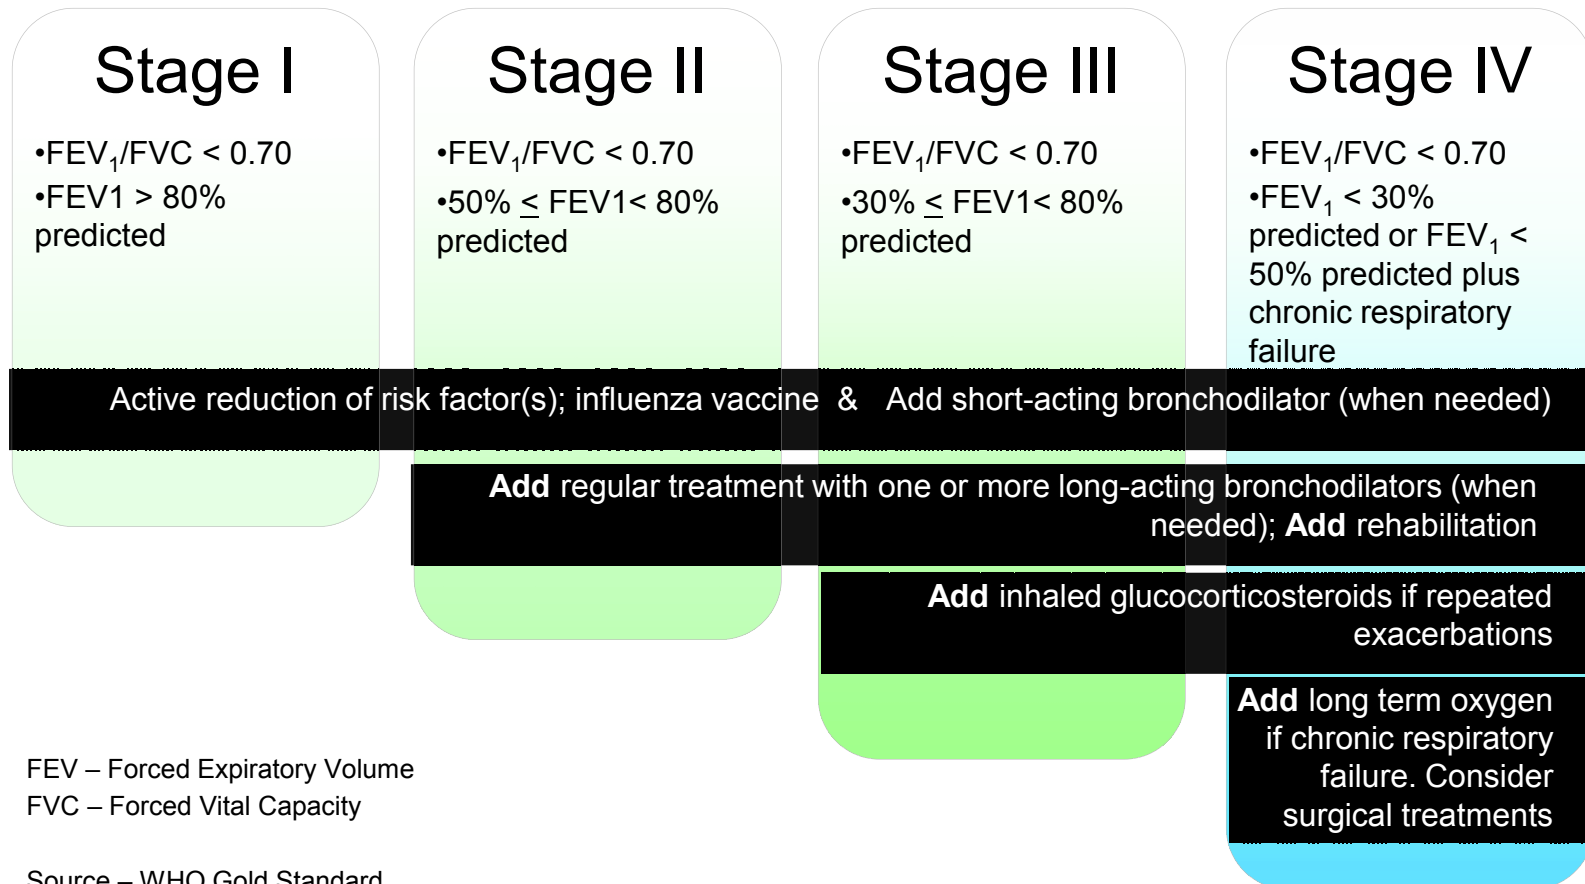 Stage I
•FEV₁/FVC < 0.70
•FEV1 > 80%
predicted
Stage II
•FEV₁/FVC < 0.70
•50% ≤ FEV1< 80%
predicted
Stage III
•FEV₁/FVC < 0.70
•30% ≤ FEV1< 80%
predicted
Stage IV
•FEV₁/FVC < 0.70
•FEV₁ < 30%
predicted or FEV₁ <
50% predicted plus
chronic respiratory
failure
Active reduction of risk factor(s); influenza vaccine & Add short-acting bronchodilator (when needed)
Add regular treatment with one or more long-acting bronchodilators (when
needed); Add rehabilitation
Add inhaled glucocorticosteroids if repeated
exacerbations
Add long term oxygen
if chronic respiratory
failure. Consider
surgical treatments
FEV – Forced Expiratory Volume
FVC – Forced Vital Capacity
Source – WHO Gold Standard